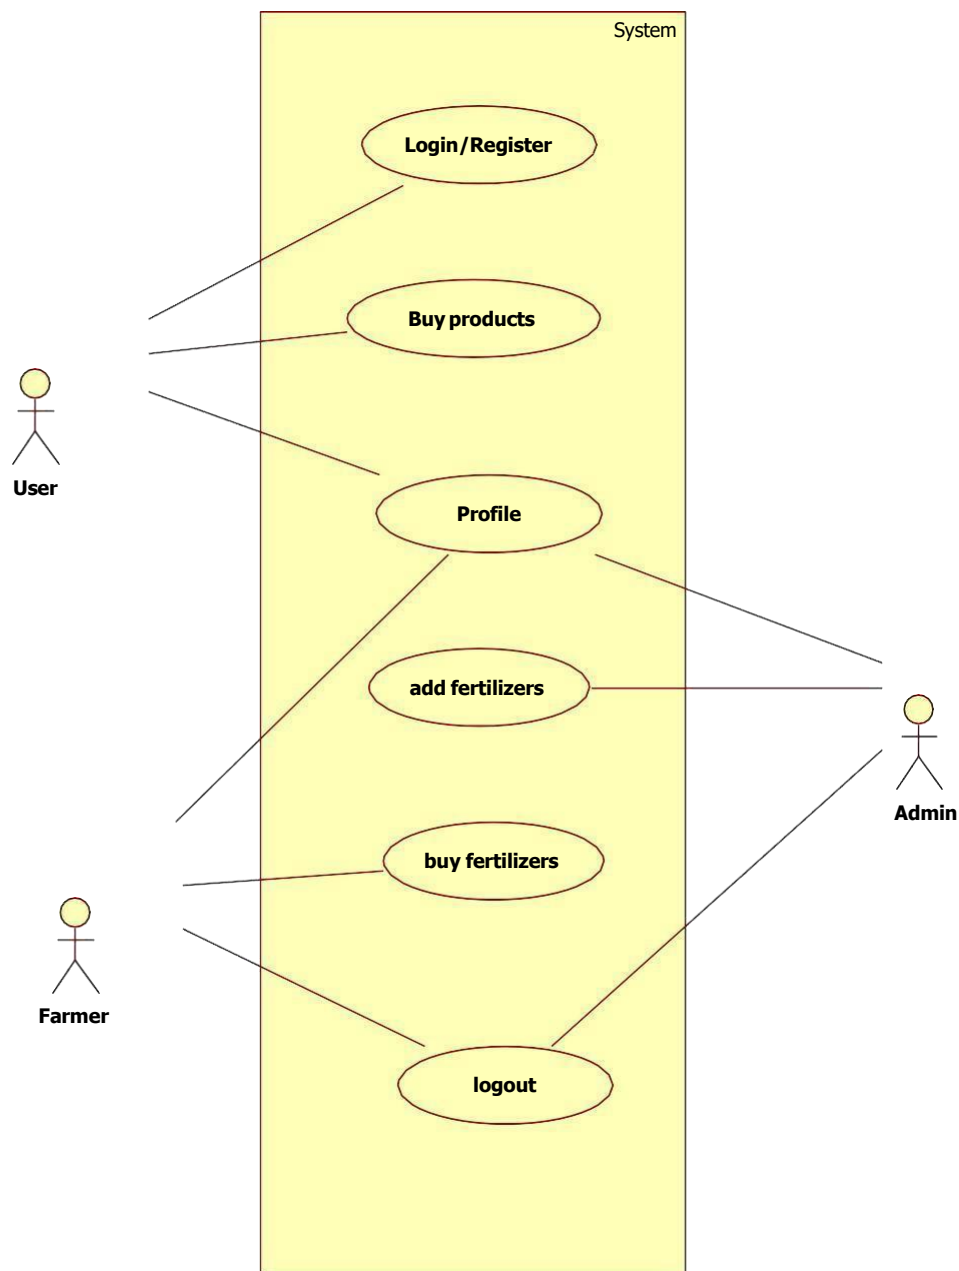 System
Login/Register
Buy products
User
Profile
add fertilizers
Admin
buy fertilizers
Farmer
logout